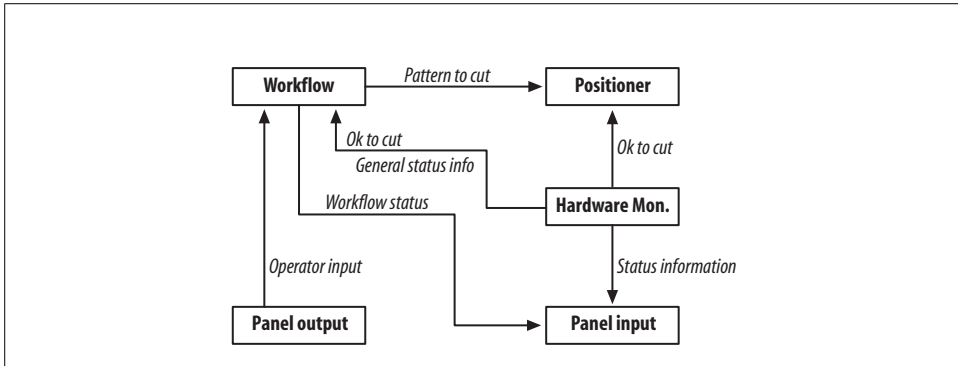 Workflow
Pattern to cut
Positioner
Ok to cut
General status info
Ok to cut
Workflow status
Hardware Mon.
Operator input
Status information
Panel output
Panel input